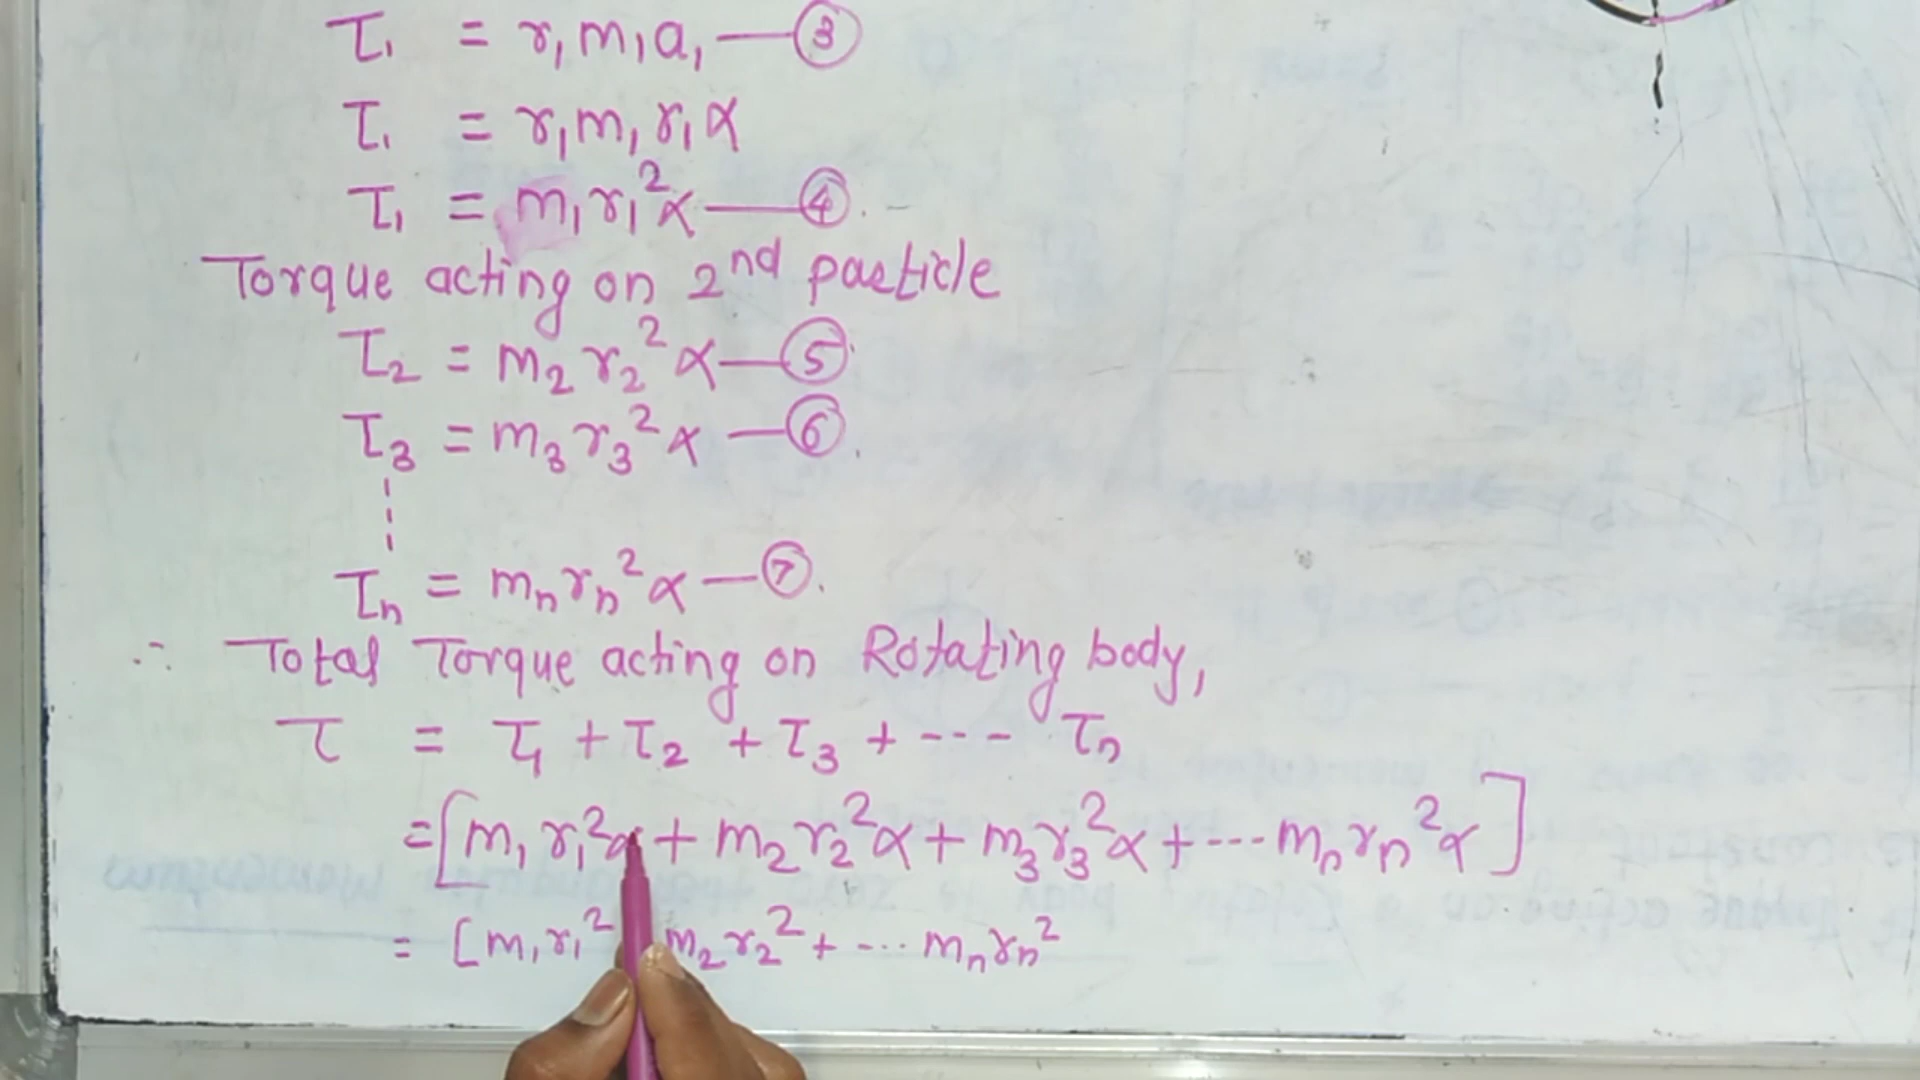 τ₁ = r₁m₁a₁ — ③
τ₁ = r₁m₁r₁α
τ₁ = m₁r₁²α — ④.
Torque acting on 2nd particle
τ₂ = m₂r₂²α — ⑤
τ₃ = m₃r₃²α — ⑥.
τₙ = mₙrₙ²α — ⑦.
∴ Total Torque acting on Rotating body,
τ = τ₁ + τ₂ + τ₃ + --- τₙ
= [m₁r₁²α + m₂r₂²α + m₃r₃²α + --- mₙrₙ²α]
= [m₁r₁² m₂r₂² + ... mₙrₙ²